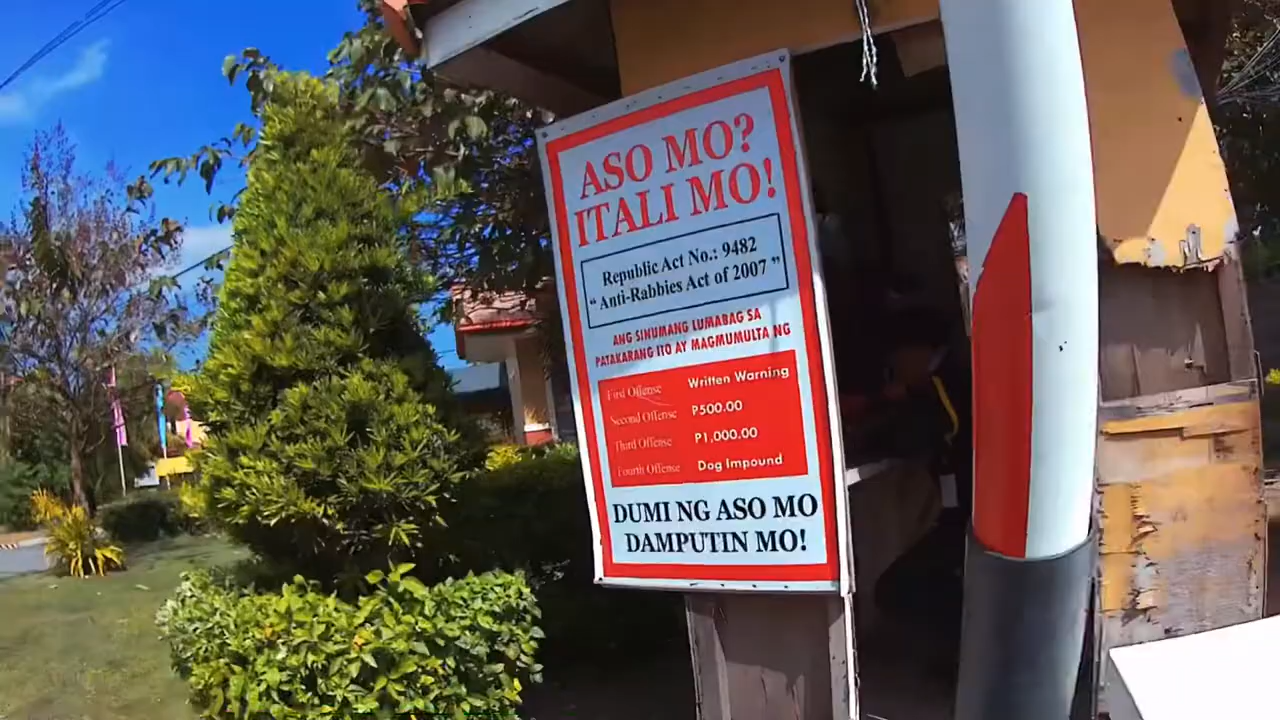 ASO MO?
ITALI MO!
Republic Act No.: 9482
“ Anti-Rabbies Act of 2007 ”
ANG SINUMANG LUMABAG SA
PATAKARANG ITO AY MAGMUMULTA NG
First Offense Written Warning
Second Offense P500.00
Third Offense P1,000.00
Fourth Offense Dog Impound
DUMI NG ASO MO
DAMPUTIN MO!